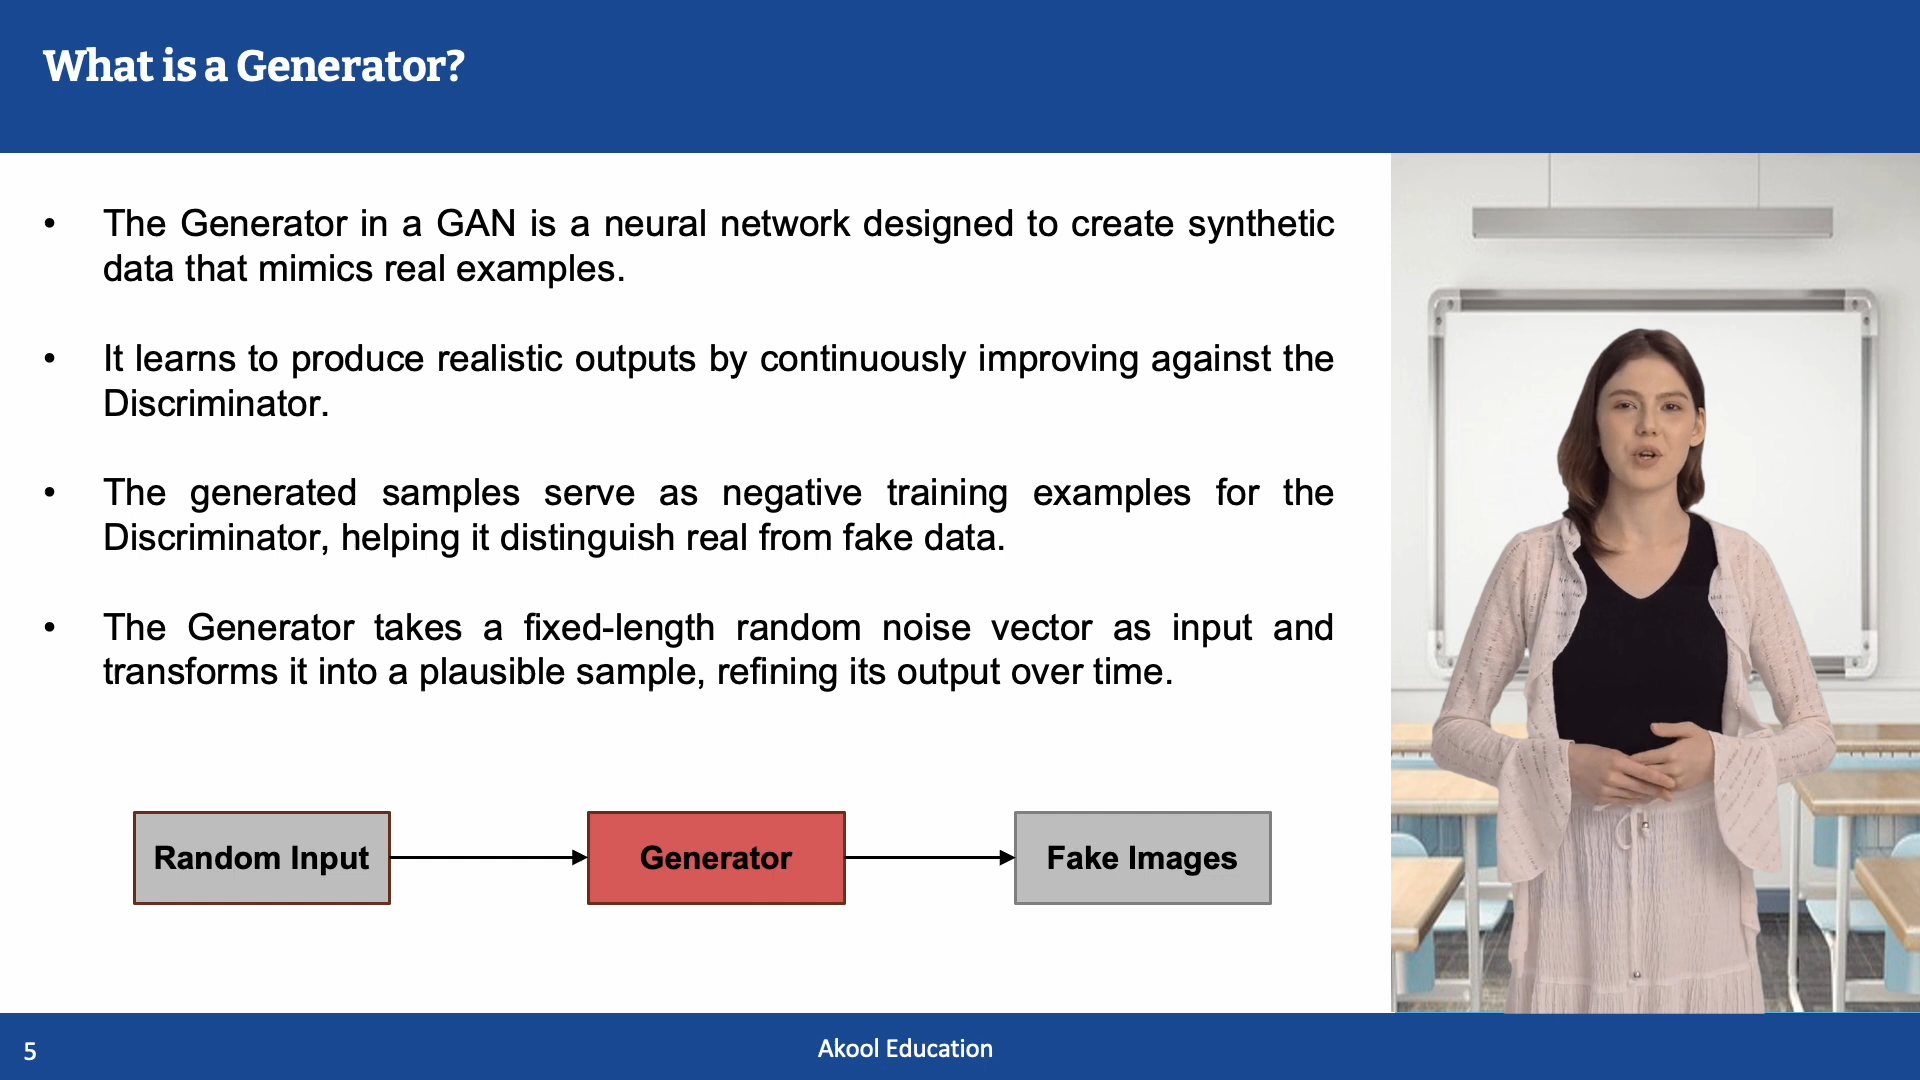 What is a Generator?
• The Generator in a GAN is a neural network designed to create synthetic
data that mimics real examples.
• It learns to produce realistic outputs by continuously improving against the
Discriminator.
• The generated samples serve as negative training examples for the
Discriminator, helping it distinguish real from fake data.
• The Generator takes a fixed-length random noise vector as input and
transforms it into a plausible sample, refining its output over time.
Random Input
Generator
Fake Images
5
Akool Education